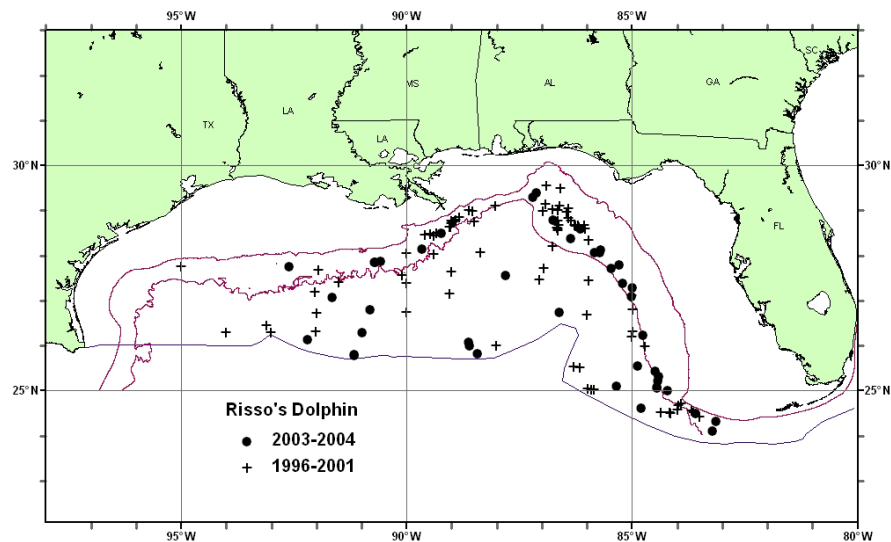 95°W 90°W 85°W 80°W
SC
MS AL GA
LA
TX
LA
30°N 30°N
FL
25°N 25°N
Risso's Dolphin
2003-2004
1996-2001
95°W 90°W 85°W 80°W